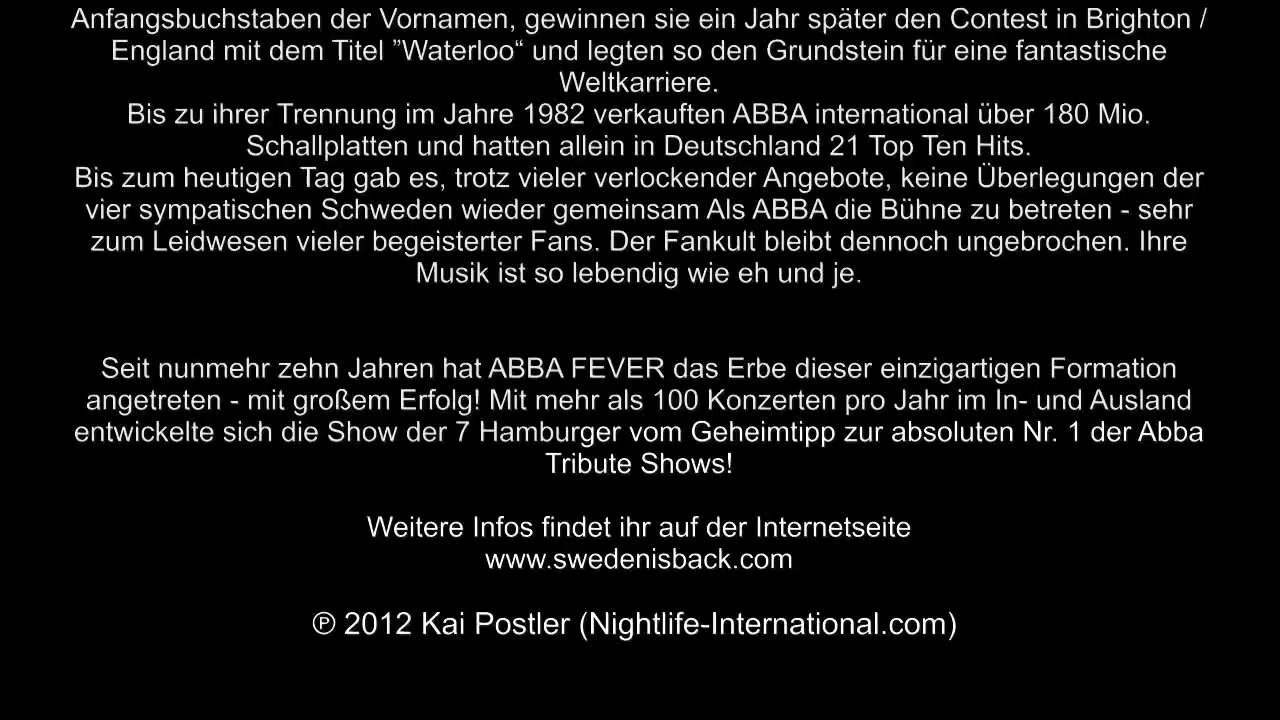 Anfangsbuchstaben der Vornamen, gewinnen sie ein Jahr später den Contest in Brighton /
England mit dem Titel ”Waterloo“ und legten so den Grundstein für eine fantastische
Weltkarriere.
Bis zu ihrer Trennung im Jahre 1982 verkauften ABBA international über 180 Mio.
Schallplatten und hatten allein in Deutschland 21 Top Ten Hits.
Bis zum heutigen Tag gab es, trotz vieler verlockender Angebote, keine Überlegungen der
vier sympatischen Schweden wieder gemeinsam Als ABBA die Bühne zu betreten - sehr
zum Leidwesen vieler begeisterter Fans. Der Fankult bleibt dennoch ungebrochen. Ihre
Musik ist so lebendig wie eh und je.
Seit nunmehr zehn Jahren hat ABBA FEVER das Erbe dieser einzigartigen Formation
angetreten - mit großem Erfolg! Mit mehr als 100 Konzerten pro Jahr im In- und Ausland
entwickelte sich die Show der 7 Hamburger vom Geheimtipp zur absoluten Nr. 1 der Abba
Tribute Shows!
Weitere Infos findet ihr auf der Internetseite
www.swedenisback.com
℗ 2012 Kai Postler (Nightlife-International.com)